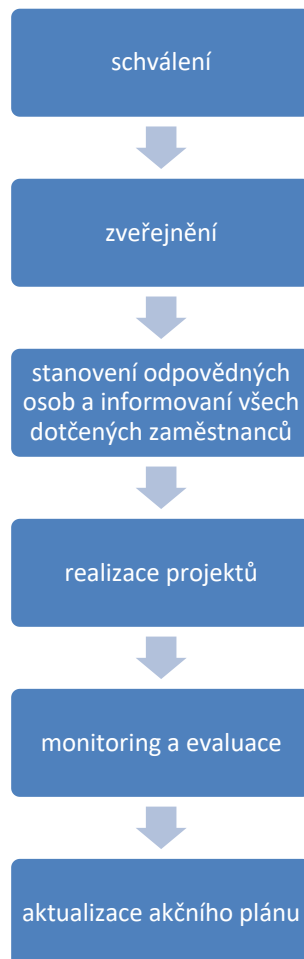 schválení
zveřejnění
stanovení odpovědných
osob a informovaní všech
dotčených zaměstnanců
realizace projektů
monitoring a evaluace
aktualizace akčního plánu